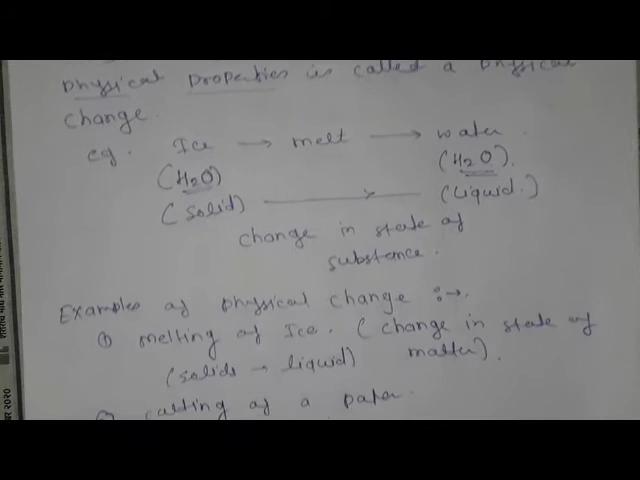 physical properties is called a physical
change.
eg. Ice → melt → water.
(H2O) (H2O).
(solid) → (Liquid.)
change in state of
substance.
Examples of physical change :→.
① melting of Ice. (change in state of
(solids → liquid) matter).
cutting of a paper.